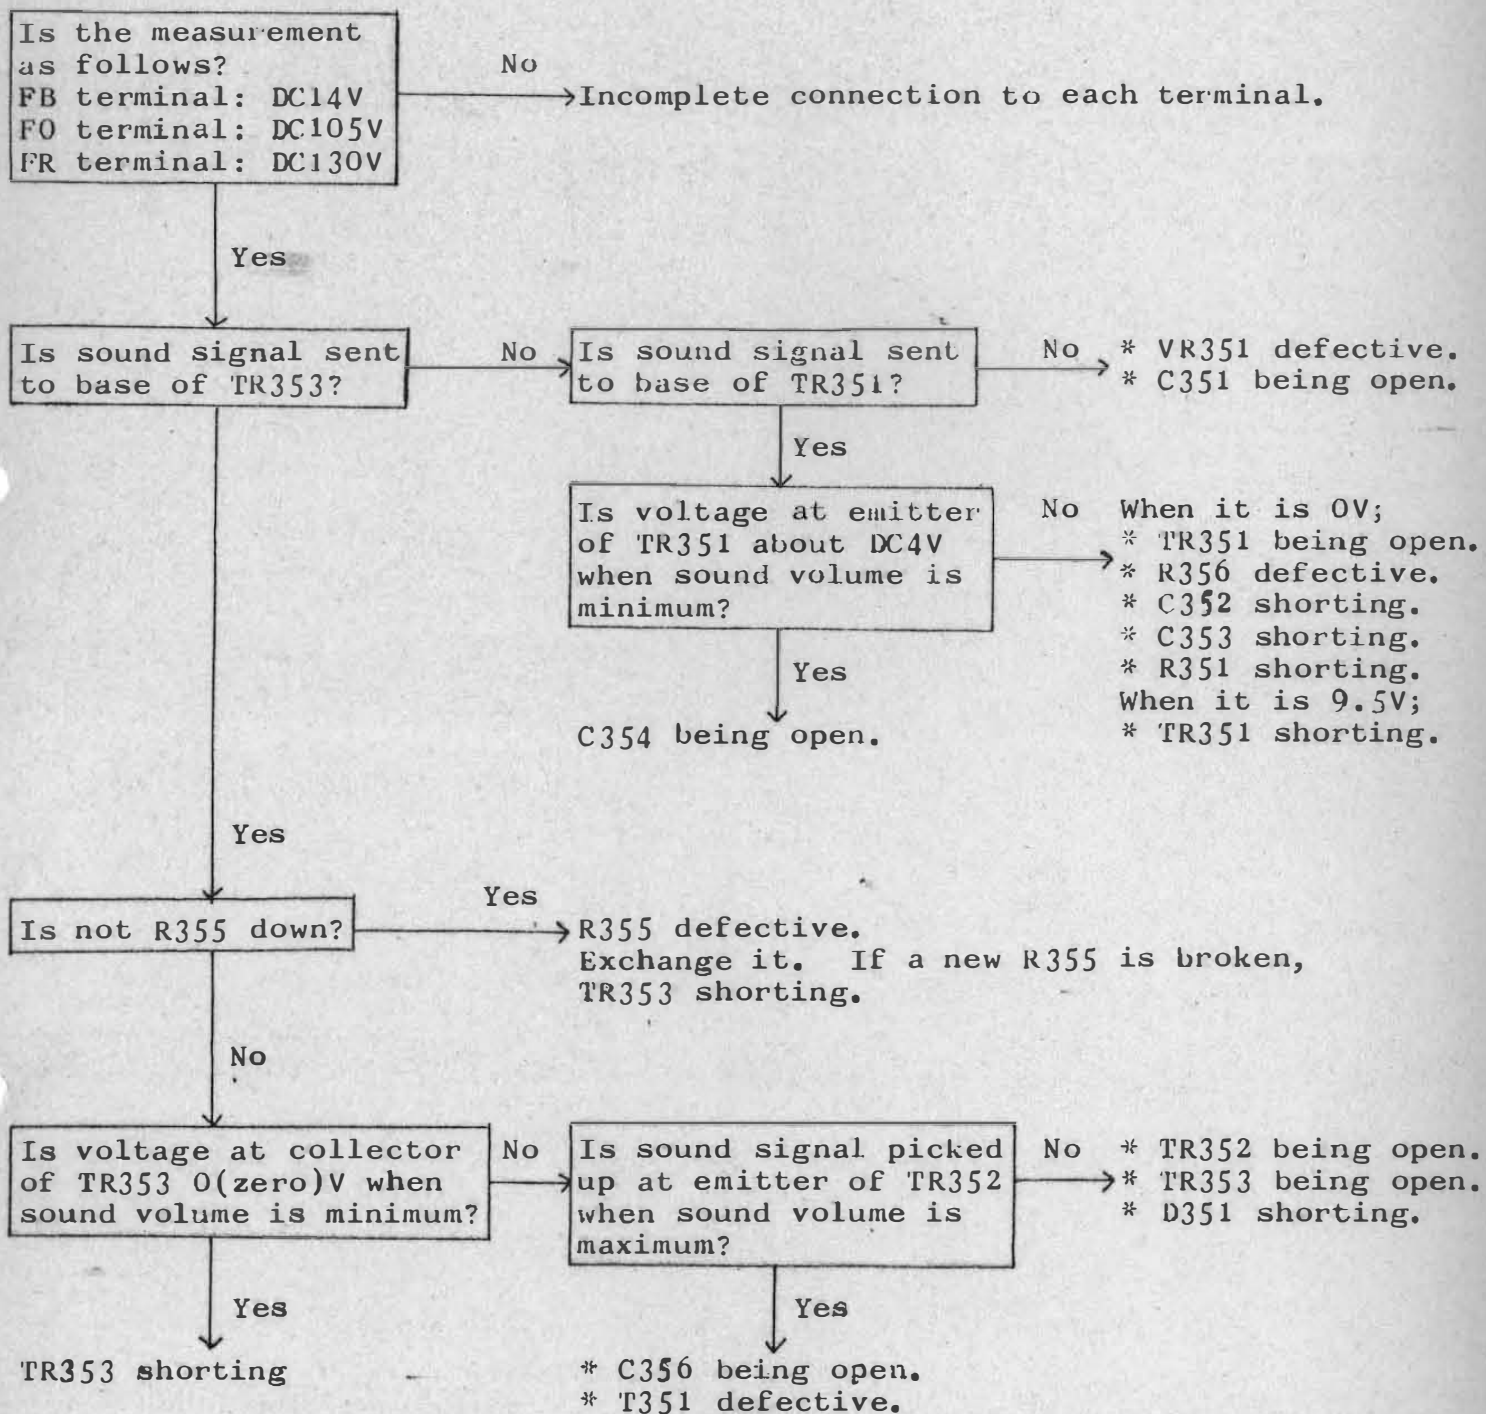 Is the measurement
as follows?
FB terminal: DC14V
FO terminal: DC105V
FR terminal: DC130V
No
Incomplete connection to each terminal.
Yes
Is sound signal sent
to base of TR353?
No
Is sound signal sent
to base of TR351?
No
* VR351 defective.
* C351 being open.
Yes
Is voltage at emitter
of TR351 about DC4V
when sound volume is
minimum?
No
When it is 0V;
* TR351 being open.
* R356 defective.
* C352 shorting.
* C353 shorting.
* R351 shorting.
When it is 9.5V;
* TR351 shorting.
Yes
C354 being open.
Yes
Is not R355 down?
Yes
R355 defective.
Exchange it. If a new R355 is broken,
TR353 shorting.
No
Is voltage at collector
of TR353 0(zero)V when
sound volume is minimum?
No
Is sound signal picked
up at emitter of TR352
when sound volume is
maximum?
No
* TR352 being open.
* TR353 being open.
* D351 shorting.
Yes
TR353 shorting
Yes
* C356 being open.
* T351 defective.